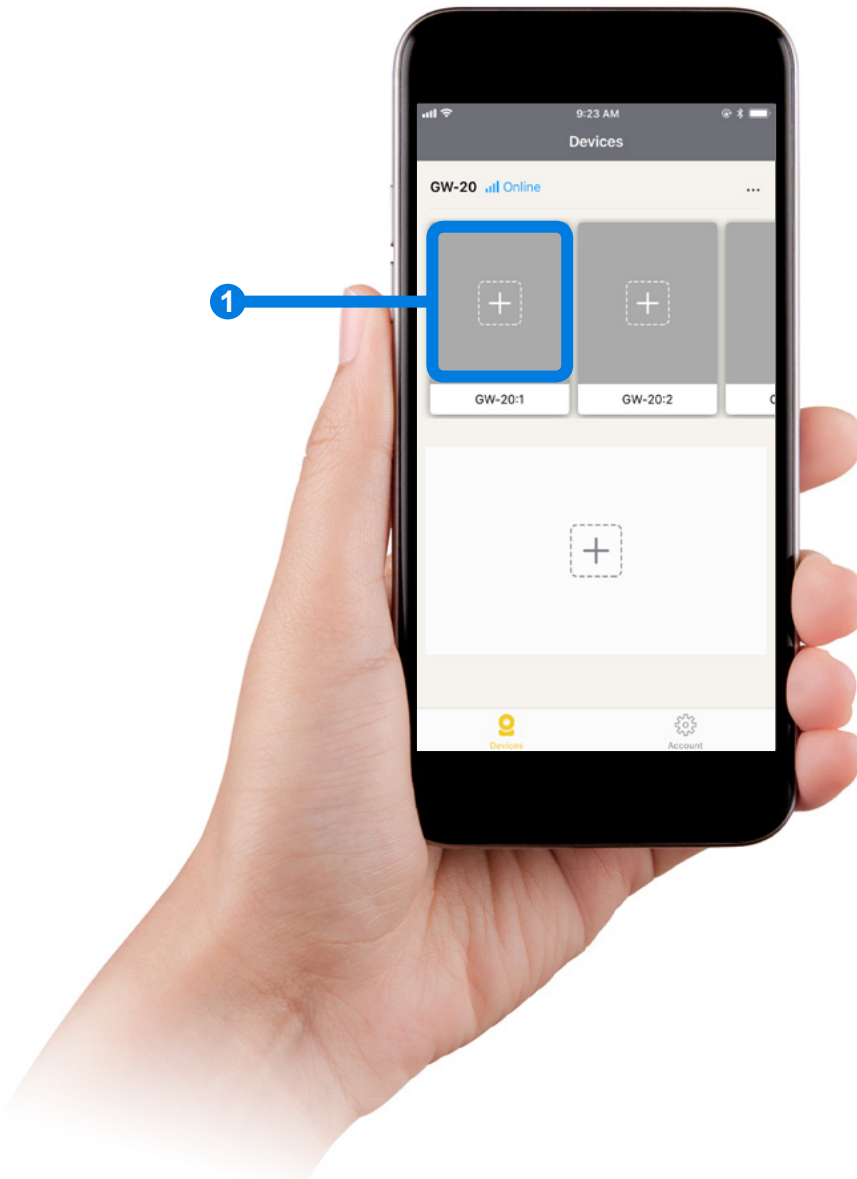 9:23 AM
Devices
GW-20 Online
...
1
GW-20:1 GW-20:2
Devices Account